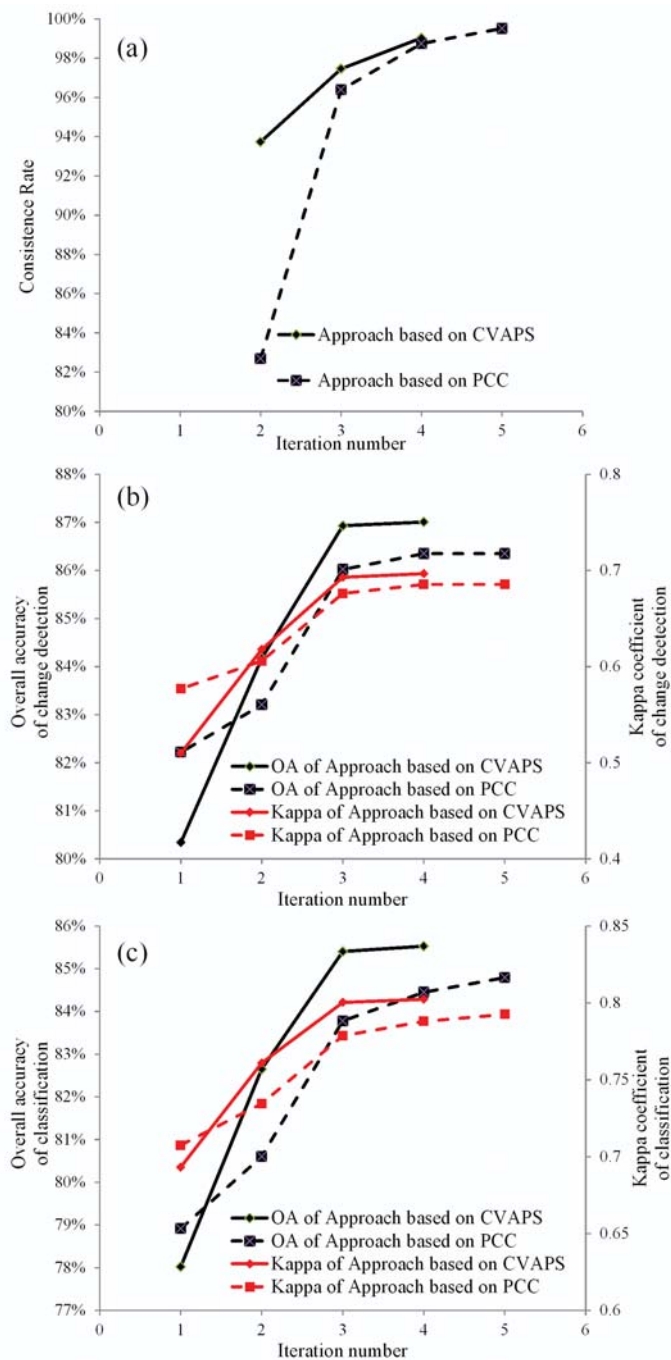 100%
98%
96%
94%
92%
90%
88%
86%
84%
82%
80%
Consistence Rate
(a)
Approach based on CVAPS
Approach based on PCC
0 1 2 3 4 5 6
Iteration number
88%
87%
86%
85%
84%
83%
82%
81%
80%
Overall accuracy
of change deetction
(b)
OA of Approach based on CVAPS
OA of Approach based on PCC
Kappa of Approach based on CVAPS
Kappa of Approach based on PCC
0.8
0.7
0.6
0.5
0.4
Kappa coefficient
of change deetection
0 1 2 3 4 5 6
Iteration number
86%
85%
84%
83%
82%
81%
80%
79%
78%
77%
Overall accuracy
of classification
(c)
OA of Approach based on CVAPS
OA of Approach based on PCC
Kappa of Approach based on CVAPS
Kappa of Approach based on PCC
0.85
0.8
0.75
0.7
0.65
0.6
Kappa coefficient
of classification
0 1 2 3 4 5 6
Iteration number